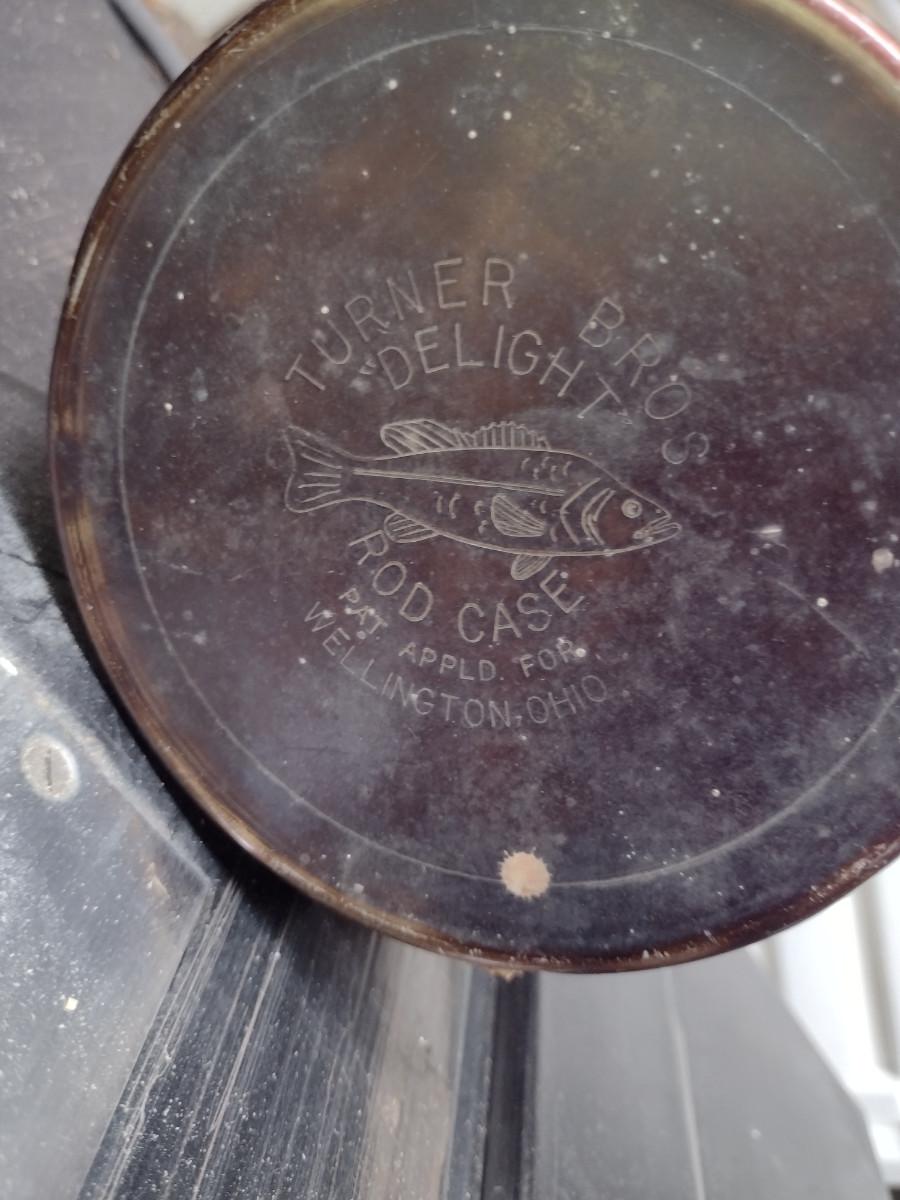 TURNER BROS
"DELIGHT"
ROD CASE
PAT. APPLD. FOR.
WELLINGTON, OHIO.